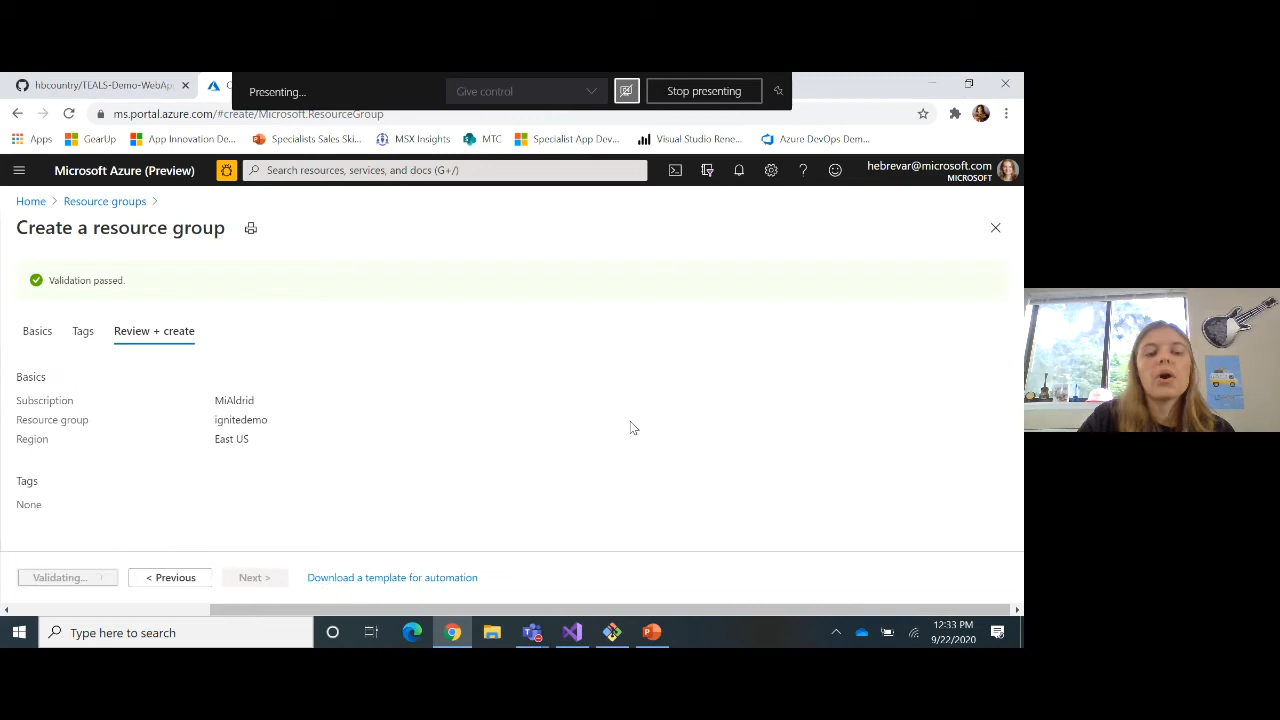 hbcountry/TEALS-Demo-WebApp
Presenting...
Give control
Stop presenting
ms.portal.azure.com/#create/Microsoft.ResourceGroup
Apps
GearUp
App Innovation De...
Specialists Sales Ski...
MSX Insights
MTC
Specialist App Dev...
Visual Studio Rene...
Azure DevOps Dem...
Microsoft Azure (Preview)
Search resources, services, and docs (G+/)
hebrevar@microsoft.com
MICROSOFT
Home > Resource groups >
Create a resource group
Validation passed.
Basics
Tags
Review + create
Basics
Subscription
MiAldrid
Resource group
ignitedemo
Region
East US
Tags
None
Validating...
< Previous
Next >
Download a template for automation
Type here to search
12:33 PM
9/22/2020